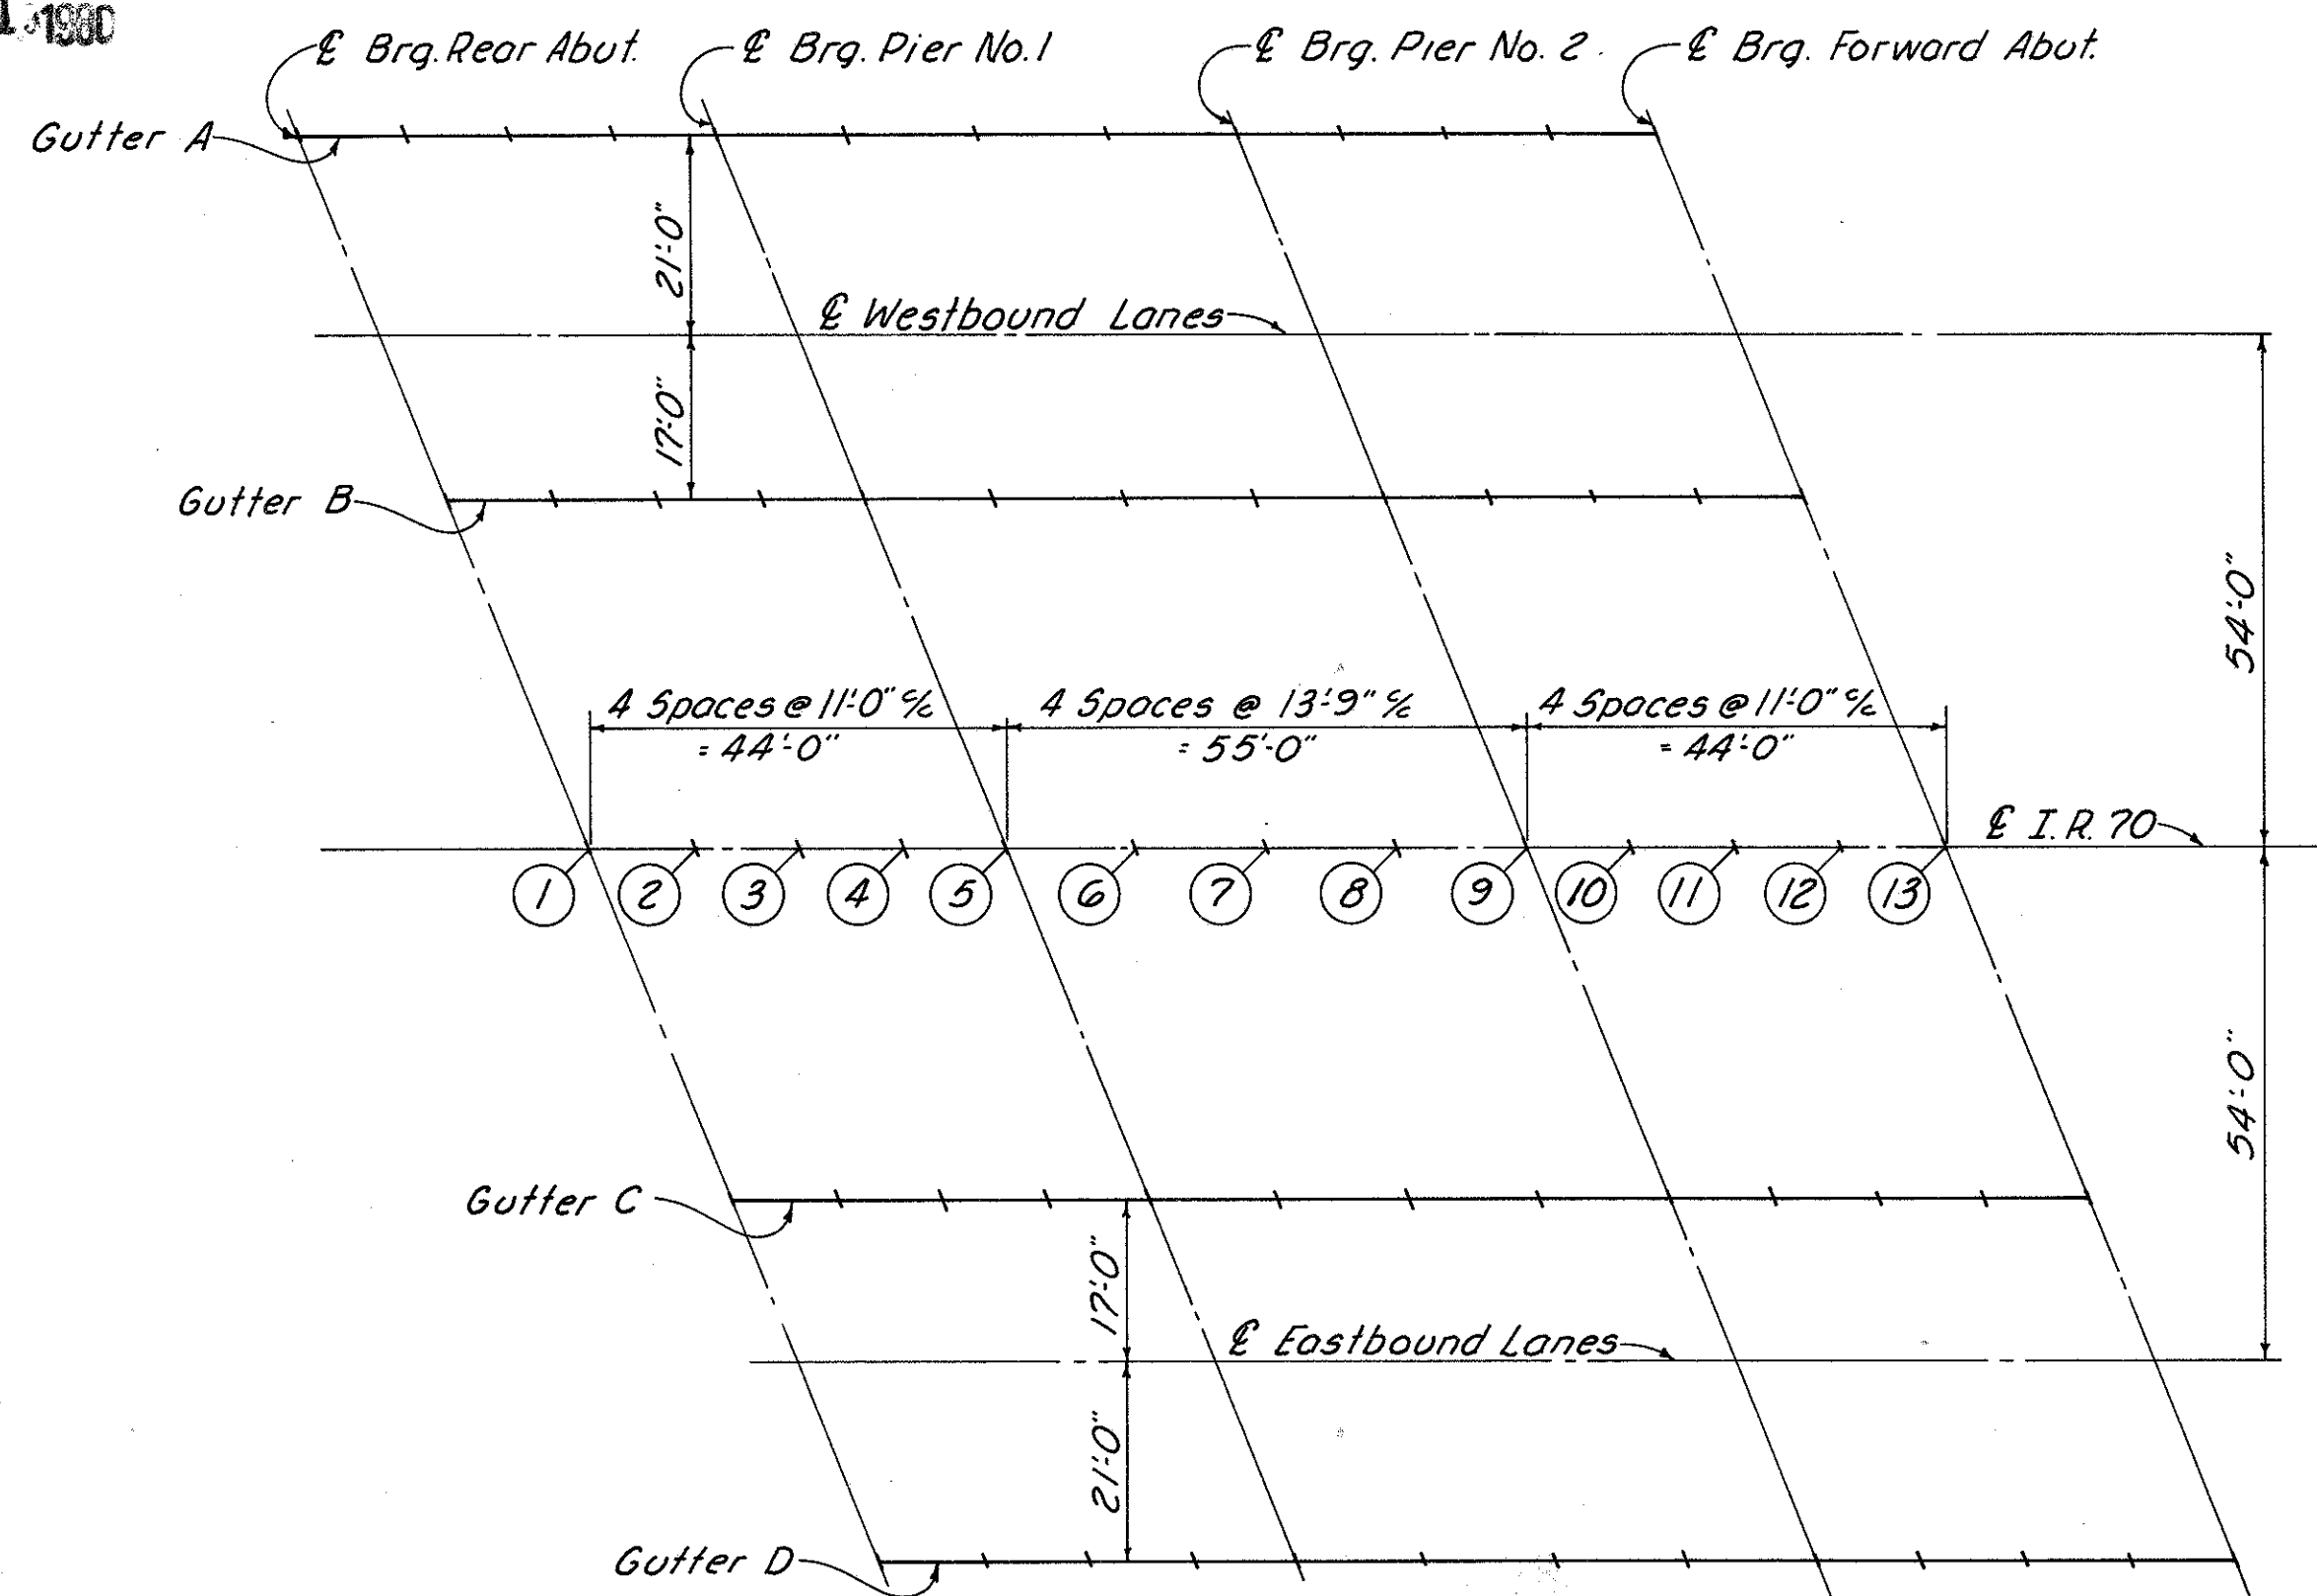 1980
℄ Brg. Rear Abut.
℄ Brg. Pier No. 1
℄ Brg. Pier No. 2
℄ Brg. Forward Abut.
Gutter A
21'-0"
℄ Westbound Lanes
17'-0"
Gutter B
54'-0"
4 Spaces @ 11'-0" c/c
= 44'-0"
4 Spaces @ 13'-9" c/c
= 55'-0"
4 Spaces @ 11'-0" c/c
= 44'-0"
℄ I.R. 70
1 2 3 4 5 6 7 8 9 10 11 12 13
54'-0"
Gutter C
17'-0"
℄ Eastbound Lanes
21'-0"
Gutter D